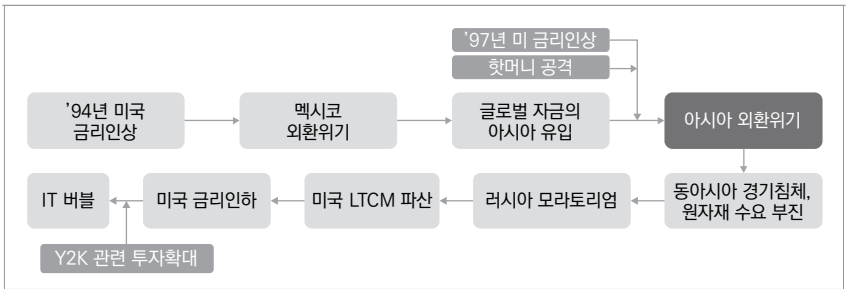 ’97년 미 금리인상
핫머니 공격
’94년 미국
금리인상
멕시코
외환위기
글로벌 자금의
아시아 유입
아시아 외환위기
동아시아 경기침체,
원자재 수요 부진
러시아 모라토리엄
미국 LTCM 파산
미국 금리인하
IT 버블
Y2K 관련 투자확대